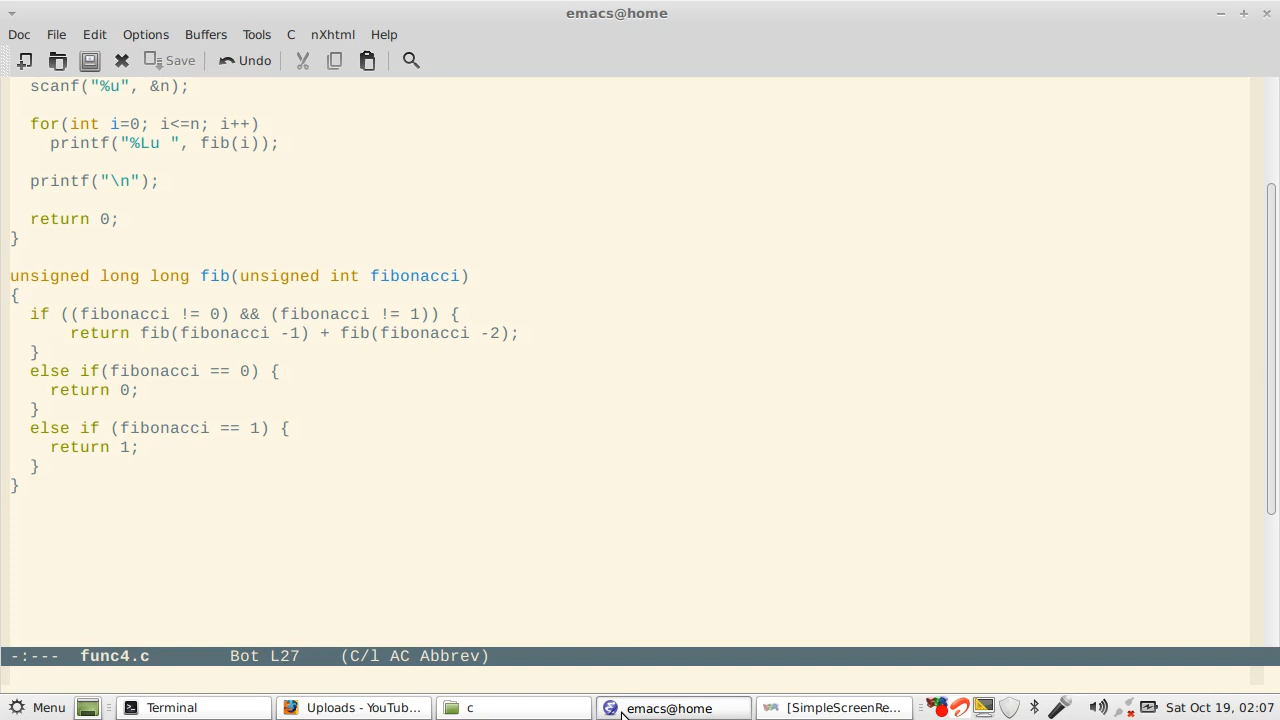 emacs@home
Doc File Edit Options Buffers Tools C nXhtml Help
Save Undo
scanf("%u", &n);
for(int i=0; i<=n; i++)
printf("%Lu ", fib(i));
printf("\n");
return 0;
}
unsigned long long fib(unsigned int fibonacci)
{
if ((fibonacci != 0) && (fibonacci != 1)) {
return fib(fibonacci -1) + fib(fibonacci -2);
}
else if(fibonacci == 0) {
return 0;
}
else if (fibonacci == 1) {
return 1;
}
}
-:--- func4.c Bot L27 (C/l AC Abbrev)
Menu Terminal Uploads - YouTub... c emacs@home [SimpleScreenRe... Sat Oct 19, 02:07